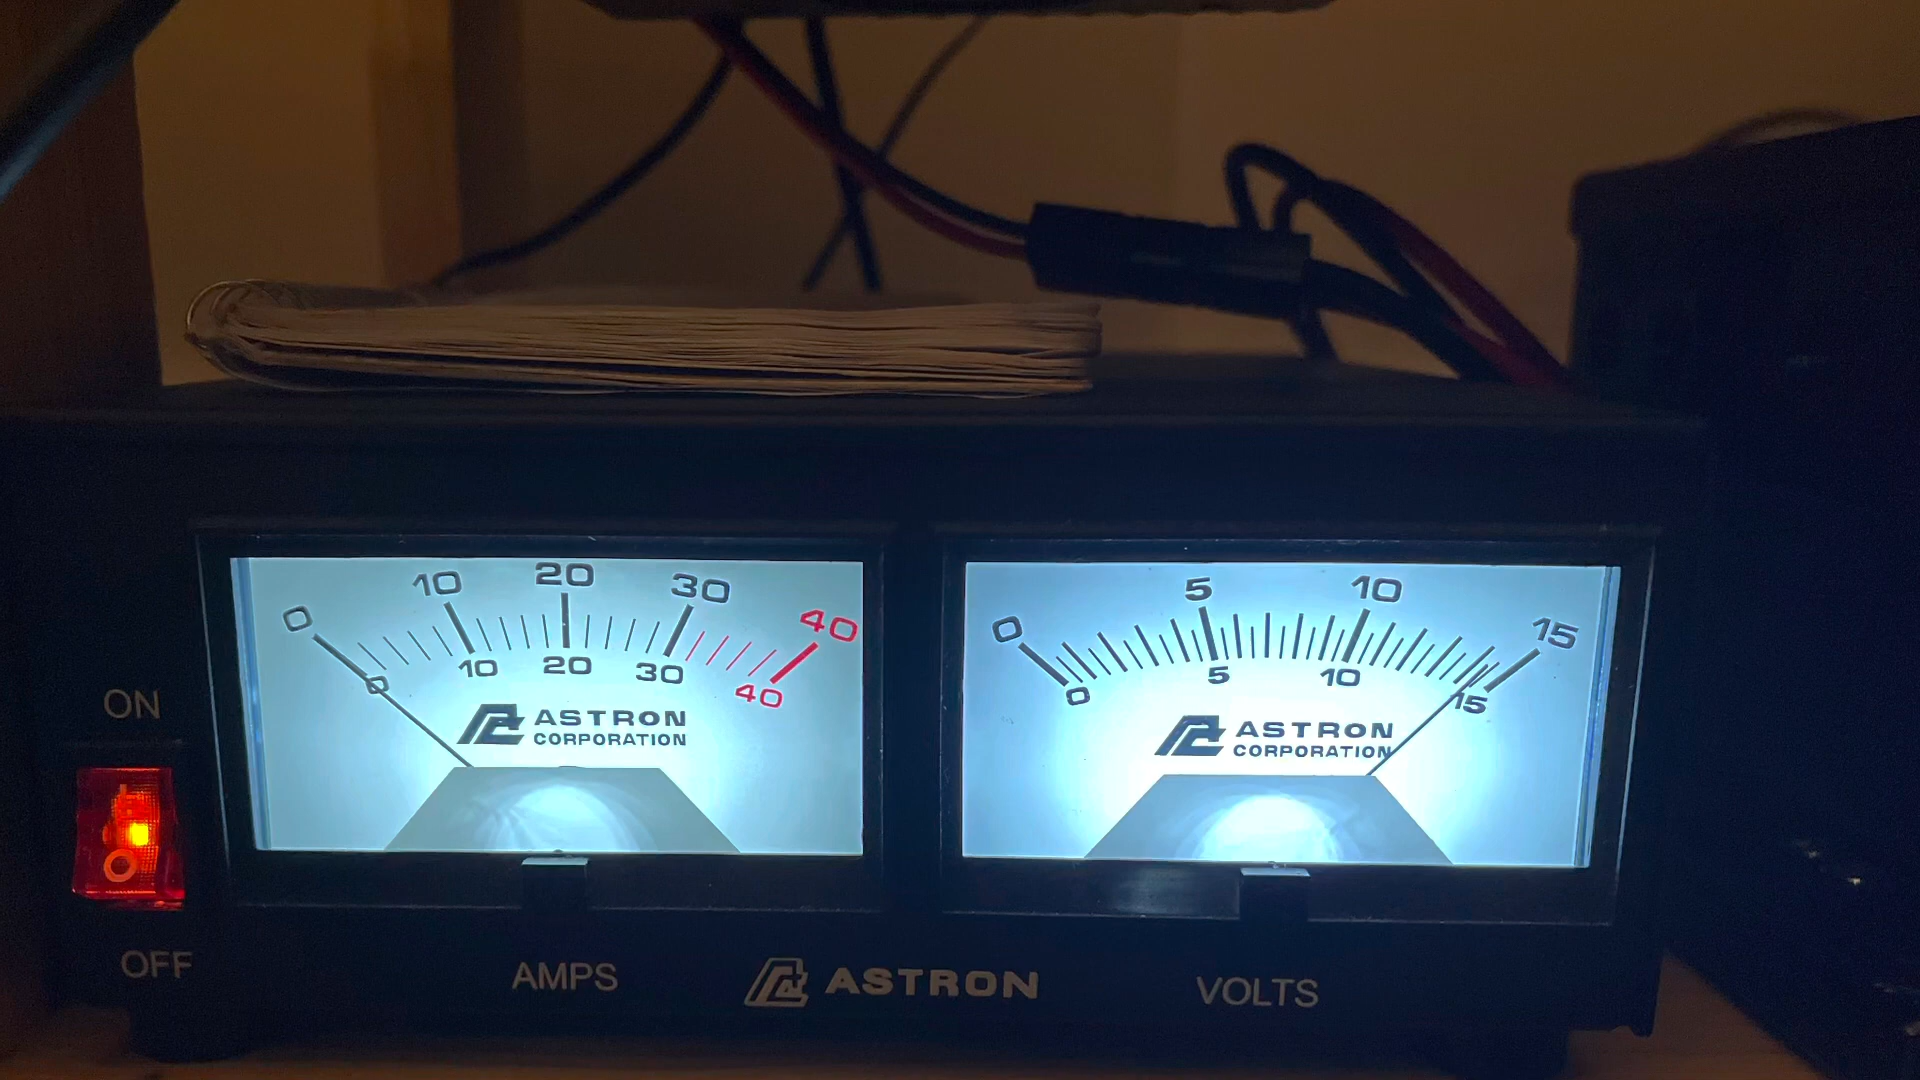 0 10 20 30 40
0 10 20 30 40
ASTRON
CORPORATION
0 5 10 15
0 5 10 15
ASTRON
CORPORATION
ON
OFF
AMPS
ASTRON
VOLTS